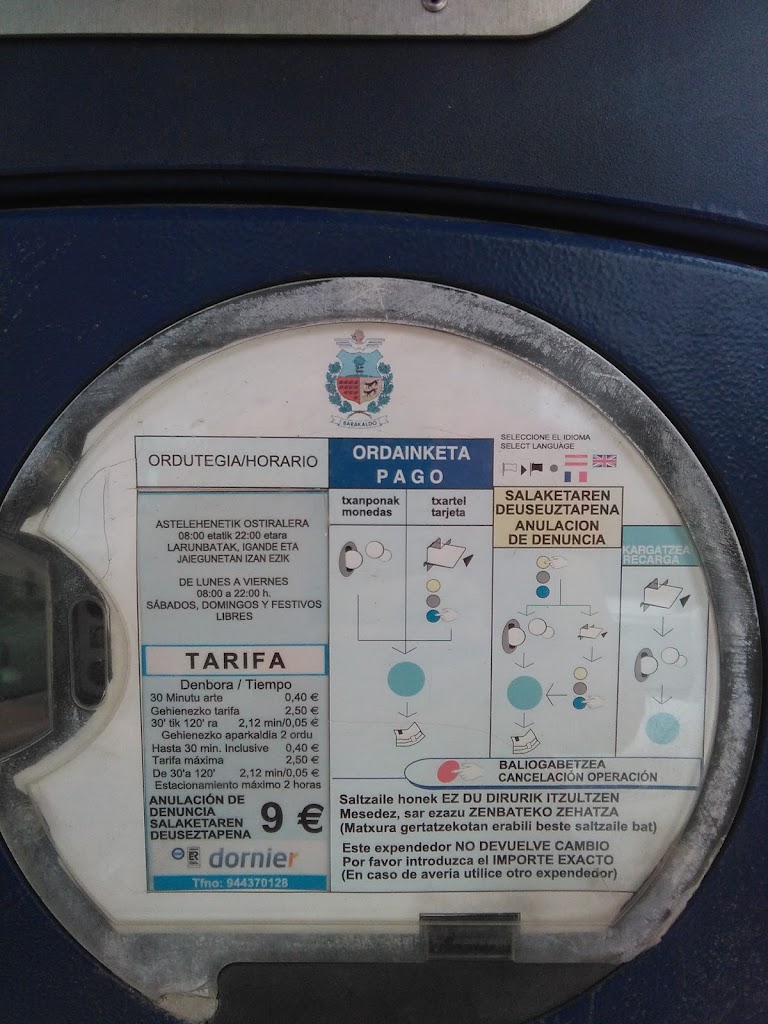 BARAKALDO
ORDUTEGIA/HORARIO
ASTELEHENETIK OSTIRALERA
08:00 etatik 22:00 etara
LARUNBATAK, IGANDE ETA
JAIEGUNETAN IZAN EZIK
DE LUNES A VIERNES
08:00 a 22:00 h.
SÁBADOS, DOMINGOS Y FESTIVOS
LIBRES
TARIFA
Denbora / Tiempo
30 Minutu arte 0,40 €
Gehienezko tarifa 2,50 €
30' tik 120' ra 2,12 min/0,05 €
Gehienezko aparkaldia 2 ordu
Hasta 30 min. Inclusive 0,40 €
Tarifa máxima 2,50 €
De 30'a 120' 2,12 min/0,05 €
Estacionamiento máximo 2 horas
ANULACIÓN DE
DENUNCIA
SALAKETAREN
DEUSEZTAPENA
9 €
dornier
Tfno: 944370128
ORDAINKETA
PAGO
txanponak
monedas
txartel
tarjeta
SELECCIONE EL IDIOMA
SELECT LANGUAGE
SALAKETAREN
DEUSEUZTAPENA
ANULACION
DE DENUNCIA
KARGATZEA
RECARGA
BALIOGABETZEA
CANCELACIÓN OPERACIÓN
Saltzaile honek EZ DU DIRURIK ITZULTZEN
Mesedez, sar ezazu ZENBATEKO ZEHATZA
(Matxura gertatzekotan erabili beste saltzaile bat)
Este expendedor NO DEVUELVE CAMBIO
Por favor introduzca el IMPORTE EXACTO
(En caso de averia utilice otro expendedor)